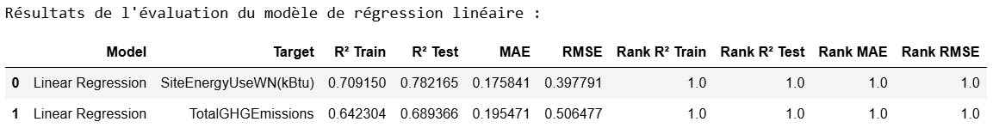 Résultats de l'évaluation du modèle de régression linéaire :
Model Target R² Train R² Test MAE RMSE Rank R² Train Rank R² Test Rank MAE Rank RMSE
0 Linear Regression SiteEnergyUseWN(kBtu) 0.709150 0.782165 0.175841 0.397791 1.0 1.0 1.0 1.0
1 Linear Regression TotalGHGEmissions 0.642304 0.689366 0.195471 0.506477 1.0 1.0 1.0 1.0